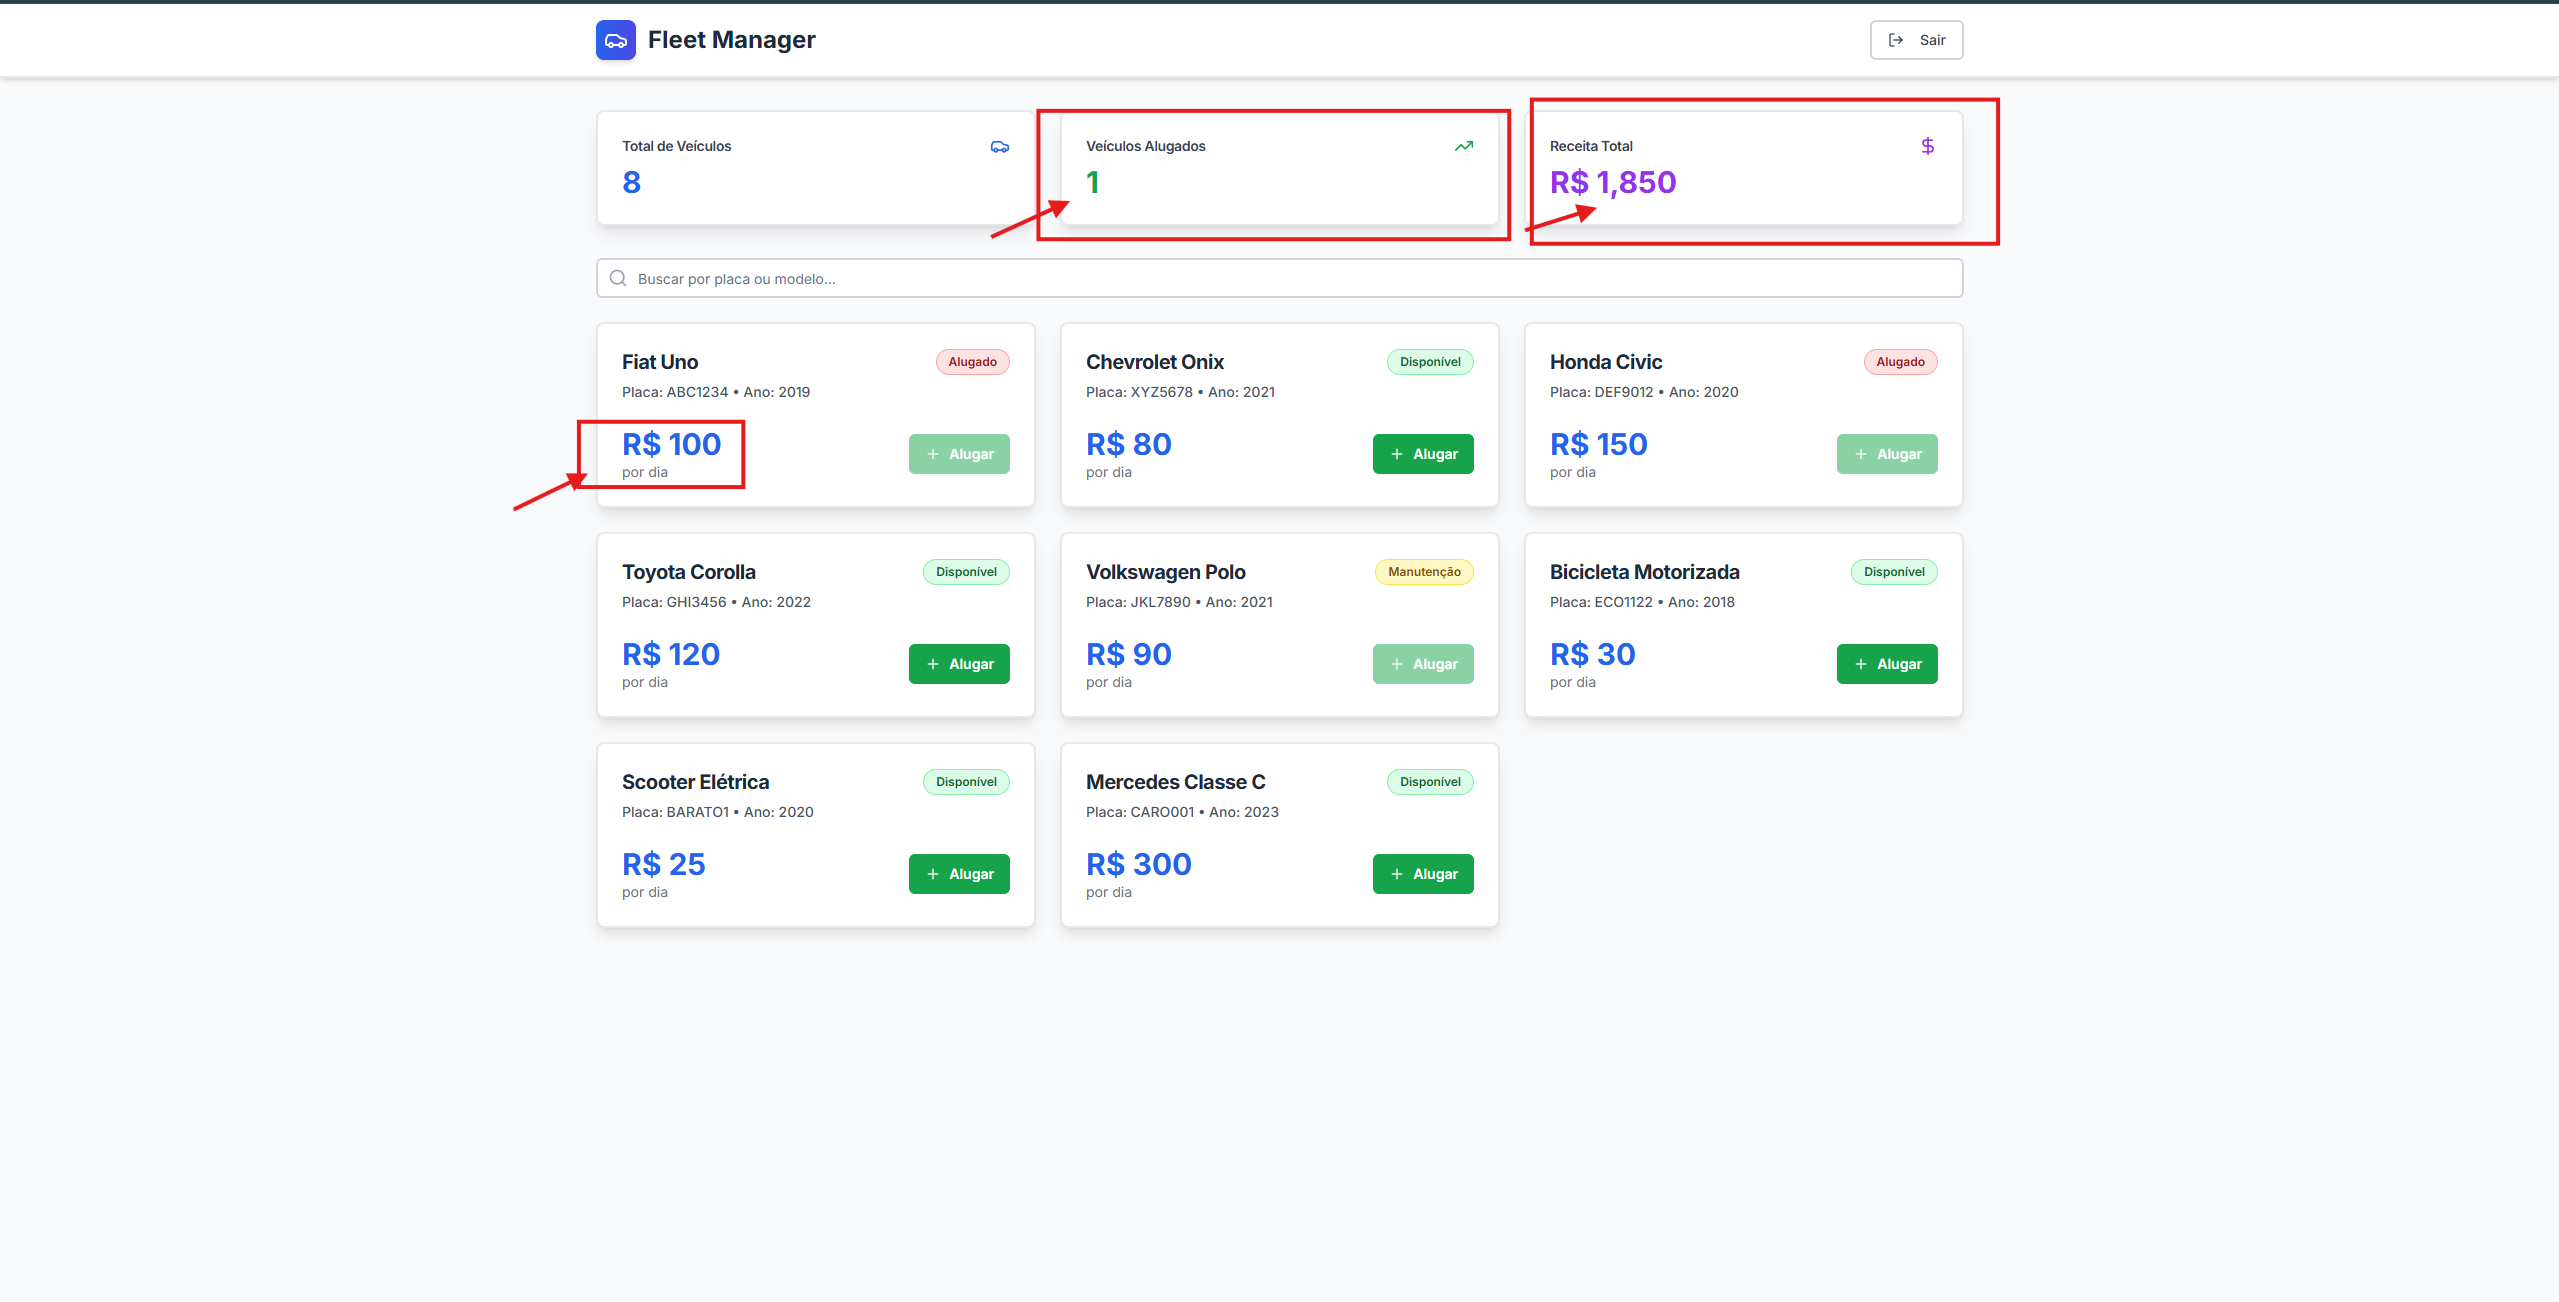 Fleet Manager
Sair
Total de Veículos
8
Veículos Alugados
1
Receita Total
R$ 1,850
Buscar por placa ou modelo...
Fiat Uno
Alugado
Placa: ABC1234 • Ano: 2019
R$ 100
por dia
+ Alugar
Chevrolet Onix
Disponível
Placa: XYZ5678 • Ano: 2021
R$ 80
por dia
+ Alugar
Honda Civic
Alugado
Placa: DEF9012 • Ano: 2020
R$ 150
por dia
+ Alugar
Toyota Corolla
Disponível
Placa: GHI3456 • Ano: 2022
R$ 120
por dia
+ Alugar
Volkswagen Polo
Manutenção
Placa: JKL7890 • Ano: 2021
R$ 90
por dia
+ Alugar
Bicicleta Motorizada
Disponível
Placa: ECO1122 • Ano: 2018
R$ 30
por dia
+ Alugar
Scooter Elétrica
Disponível
Placa: BARATO1 • Ano: 2020
R$ 25
por dia
+ Alugar
Mercedes Classe C
Disponível
Placa: CARO001 • Ano: 2023
R$ 300
por dia
+ Alugar